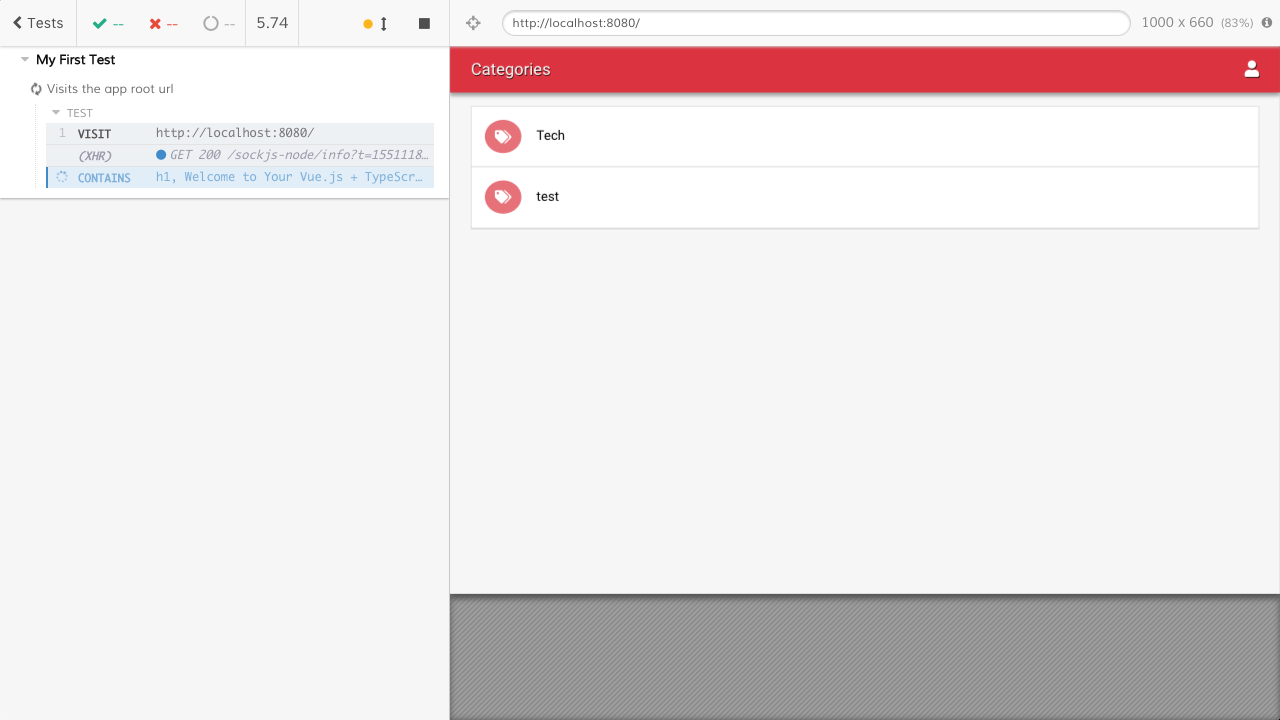 Tests -- -- -- 5.74
http://localhost:8080/ 1000 x 660 (83%)
My First Test
Visits the app root url
TEST
1 VISIT http://localhost:8080/
(XHR) GET 200 /sockjs-node/info?t=1551118…
CONTAINS h1, Welcome to Your Vue.js + TypeScr…
Categories
Tech
test